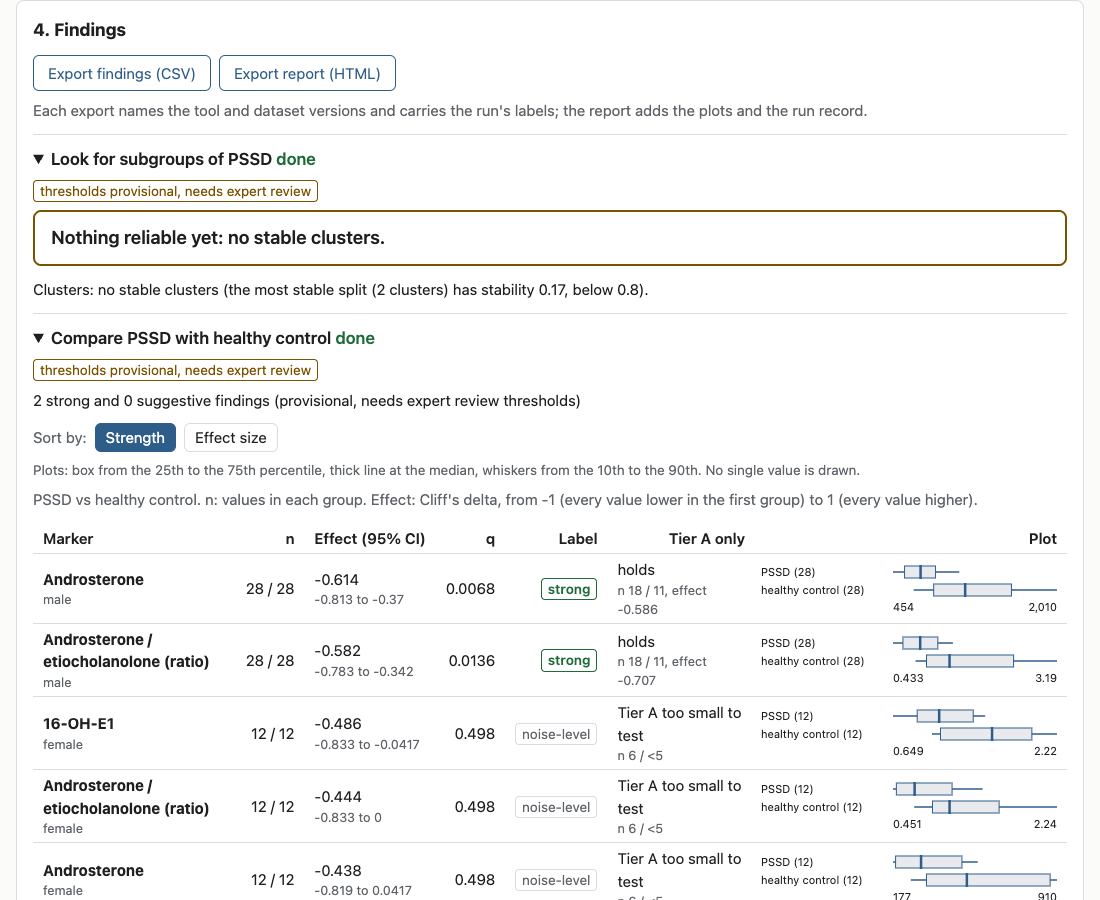 4. Findings
Export findings (CSV)
Export report (HTML)
Each export names the tool and dataset versions and carries the run's labels; the report adds the plots and the run record.
▼ Look for subgroups of PSSD done
thresholds provisional, needs expert review
Nothing reliable yet: no stable clusters.
Clusters: no stable clusters (the most stable split (2 clusters) has stability 0.17, below 0.8).
▼ Compare PSSD with healthy control done
thresholds provisional, needs expert review
2 strong and 0 suggestive findings (provisional, needs expert review thresholds)
Sort by: Strength Effect size
Plots: box from the 25th to the 75th percentile, thick line at the median, whiskers from the 10th to the 90th. No single value is drawn.
PSSD vs healthy control. n: values in each group. Effect: Cliff's delta, from -1 (every value lower in the first group) to 1 (every value higher).
Marker n Effect (95% CI) q Label Tier A only Plot
Androsterone
male
28 / 28
-0.614
-0.813 to -0.37
0.0068
strong
holds
n 18 / 11, effect
-0.586
PSSD (28)
healthy control (28)
454 2,010
Androsterone /
etiocholanolone (ratio)
male
28 / 28
-0.582
-0.783 to -0.342
0.0136
strong
holds
n 18 / 11, effect
-0.707
PSSD (28)
healthy control (28)
0.433 3.19
16-OH-E1
female
12 / 12
-0.486
-0.833 to -0.0417
0.498
noise-level
Tier A too small to
test
n 6 / <5
PSSD (12)
healthy control (12)
0.649 2.22
Androsterone /
etiocholanolone (ratio)
female
12 / 12
-0.444
-0.833 to 0
0.498
noise-level
Tier A too small to
test
n 6 / <5
PSSD (12)
healthy control (12)
0.451 2.24
Androsterone
female
12 / 12
-0.438
-0.819 to 0.0417
0.498
noise-level
Tier A too small to
test
PSSD (12)
healthy control (12)
177 910